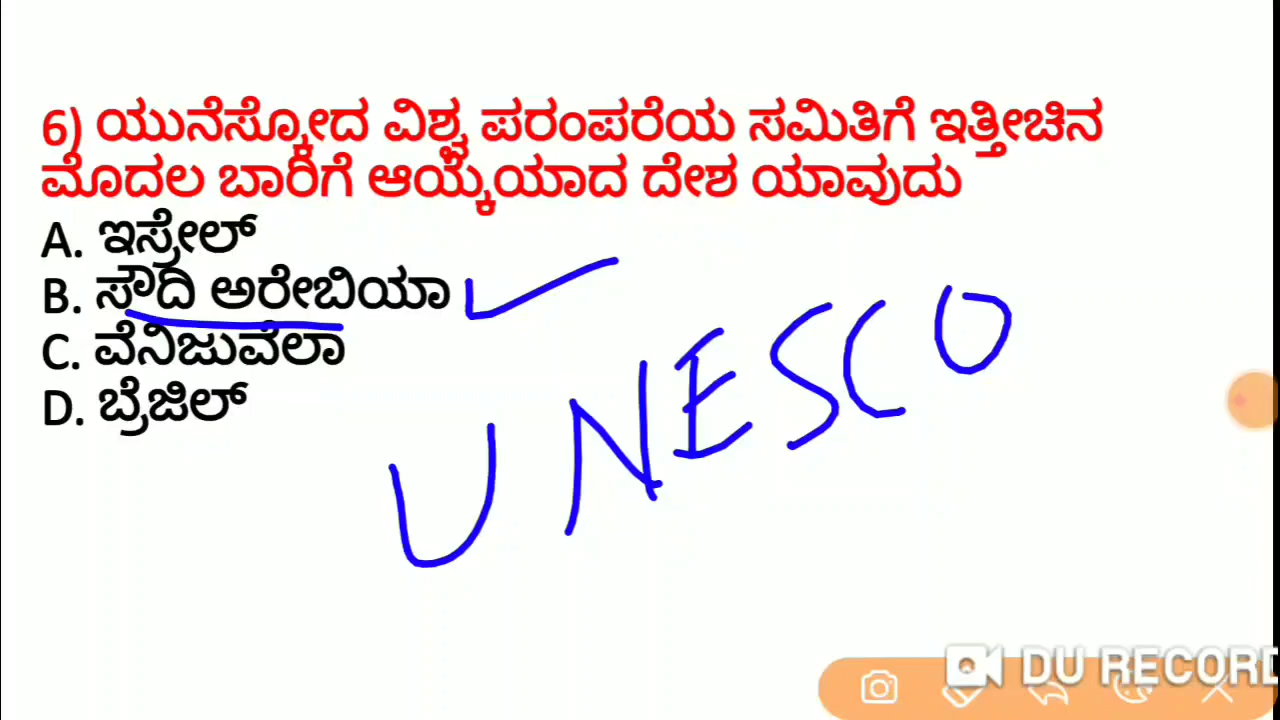 6) ಯುನೆಸ್ಕೋದ ವಿಶ್ವ ಪರಂಪರೆಯ ಸಮಿತಿಗೆ ಇತ್ತೀಚಿನ
ಮೊದಲ ಬಾರಿಗೆ ಆಯ್ಕೆಯಾದ ದೇಶ ಯಾವುದು
A. ಇಸ್ರೇಲ್
B. ಸೌದಿ ಅರೇಬಿಯಾ
C. ವೆನಿಜುವೆಲಾ
D. ಬ್ರೆಜಿಲ್
UNESCO
DU RECORD